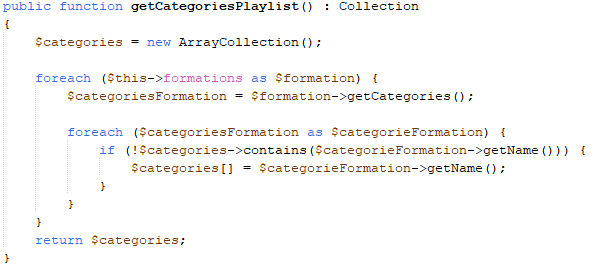 public function getCategoriesPlaylist() : Collection
{
    $categories = new ArrayCollection();

    foreach ($this->formations as $formation) {
        $categoriesFormation = $formation->getCategories();

        foreach ($categoriesFormation as $categorieFormation) {
            if (!$categories->contains($categorieFormation->getName())) {
                $categories[] = $categorieFormation->getName();
            }
        }
    }
    return $categories;
}